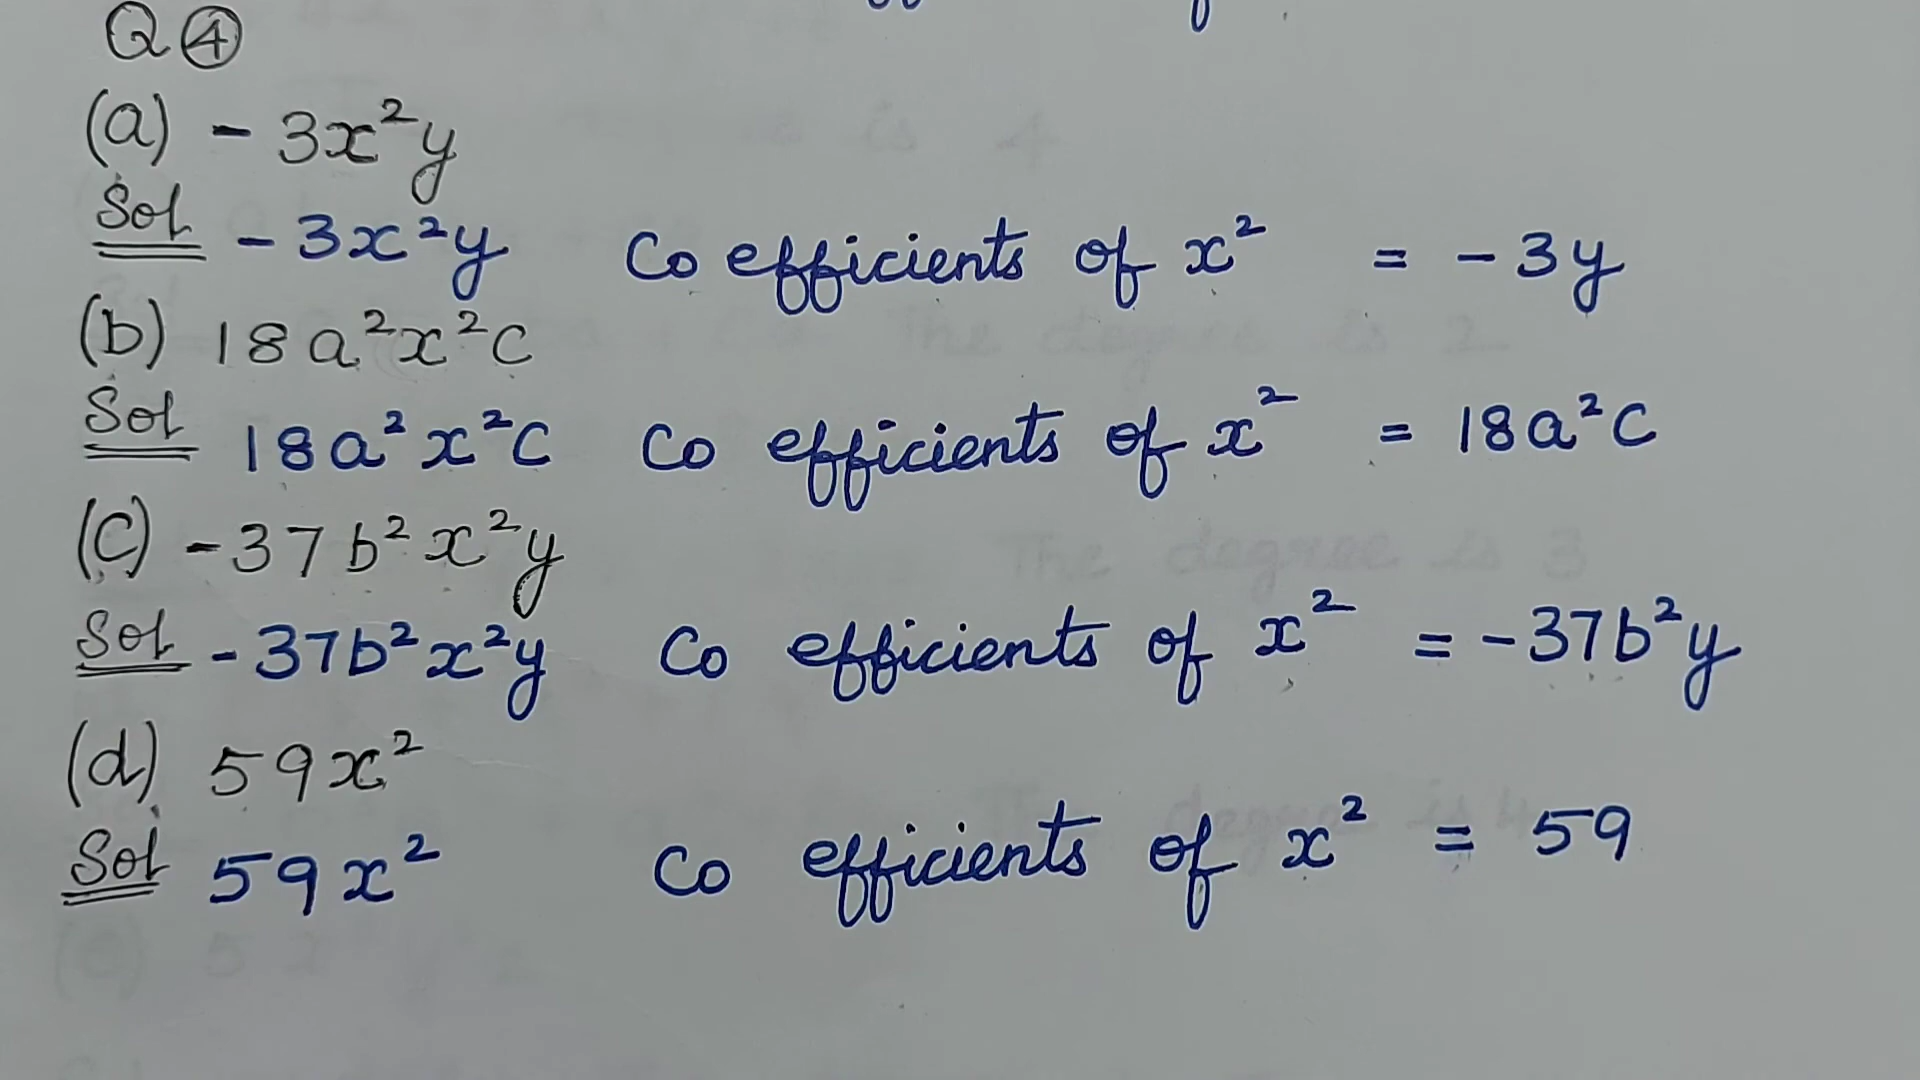 Q ④
(a) - 3x²y
Sol - 3x²y Co efficients of x² = - 3y
(b) 18a²x²c
Sol 18a²x²c Co efficients of x² = 18a²c
(c) -37b²x²y
Sol -37b²x²y Co efficients of x² = -37b²y
(d) 59x²
Sol 59x² Co efficients of x² = 59